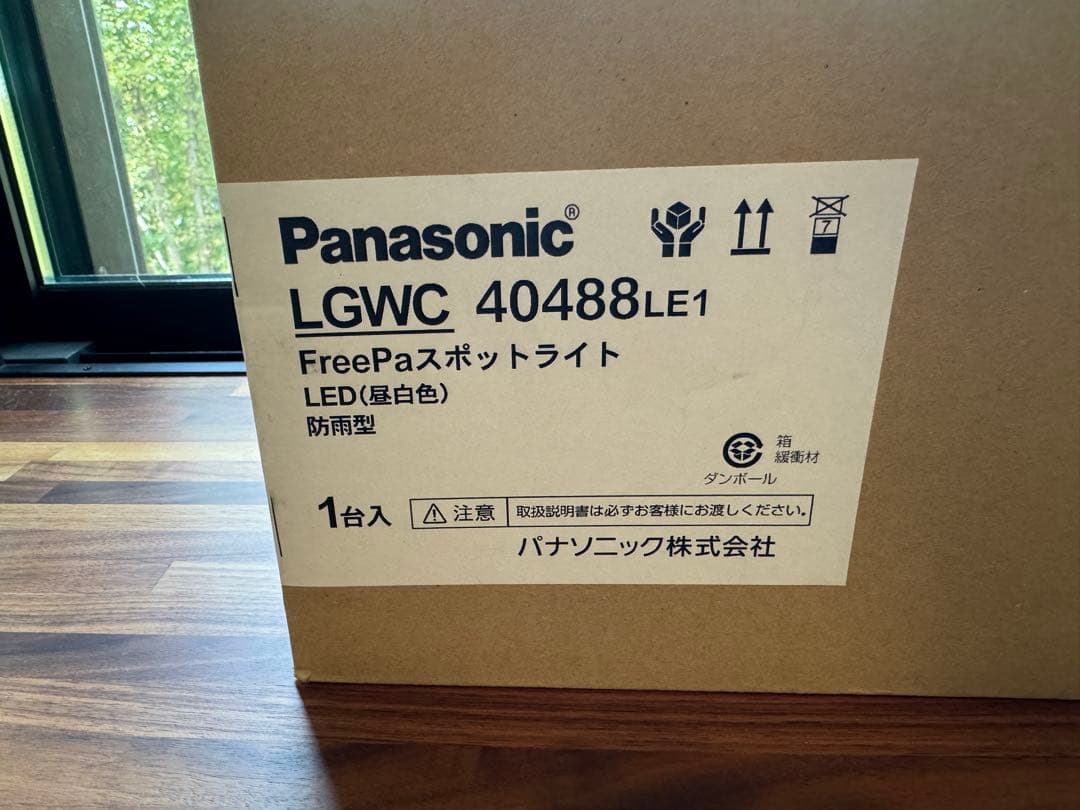 Panasonic®
LGWC 40488LE1
FreePaスポットライト
LED(昼白色)
防雨型
7
箱
緩衝材
ダンボール
1台入
注意 取扱説明書は必ずお客様にお渡しください。
パナソニック株式会社